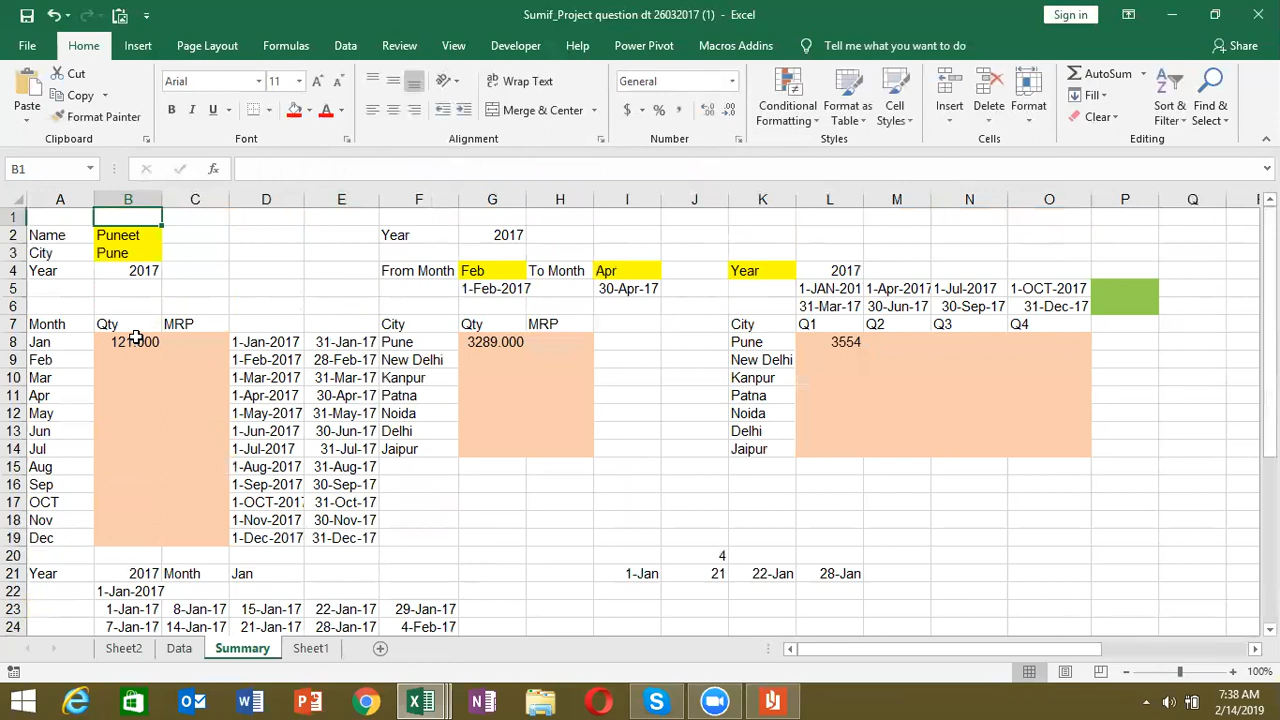 Sumif_Project question dt 26032017 (1) - Excel
Sign in
File Home Insert Page Layout Formulas Data Review View Developer Help Power Pivot Macros Addins Tell me what you want to do Share
Paste Cut Copy Format Painter Clipboard
Arial 11 B I U Font
Wrap Text Merge & Center Alignment
General $ % Number
Conditional Formatting Format as Table Cell Styles Styles
Insert Delete Format Cells
AutoSum Fill Clear Sort & Filter Find & Select Editing
B1 fx
A B C D E F G H I J K L M N O P Q
1
2 Name Puneet Year 2017
3 City Pune
4 Year 2017 From Month Feb To Month Apr Year 2017
5 1-Feb-2017 30-Apr-17 1-JAN-201 1-Apr-2017 1-Jul-2017 1-OCT-2017
6 31-Mar-17 30-Jun-17 30-Sep-17 31-Dec-17
7 Month Qty MRP City Qty MRP City Q1 Q2 Q3 Q4
8 Jan 121.000 1-Jan-2017 31-Jan-17 Pune 3289.000 Pune 3554
9 Feb 1-Feb-2017 28-Feb-17 New Delhi New Delhi
10 Mar 1-Mar-2017 31-Mar-17 Kanpur Kanpur
11 Apr 1-Apr-2017 30-Apr-17 Patna Patna
12 May 1-May-2017 31-May-17 Noida Noida
13 Jun 1-Jun-2017 30-Jun-17 Delhi Delhi
14 Jul 1-Jul-2017 31-Jul-17 Jaipur Jaipur
15 Aug 1-Aug-2017 31-Aug-17
16 Sep 1-Sep-2017 30-Sep-17
17 OCT 1-OCT-2017 31-Oct-17
18 Nov 1-Nov-2017 30-Nov-17
19 Dec 1-Dec-2017 31-Dec-17
20 4
21 Year 2017 Month Jan 1-Jan 21 22-Jan 28-Jan
22 1-Jan-2017
23 1-Jan-17 8-Jan-17 15-Jan-17 22-Jan-17 29-Jan-17
24 7-Jan-17 14-Jan-17 21-Jan-17 28-Jan-17 4-Feb-17
Sheet2 Data Summary Sheet1
100%
7:38 AM
2/14/2019